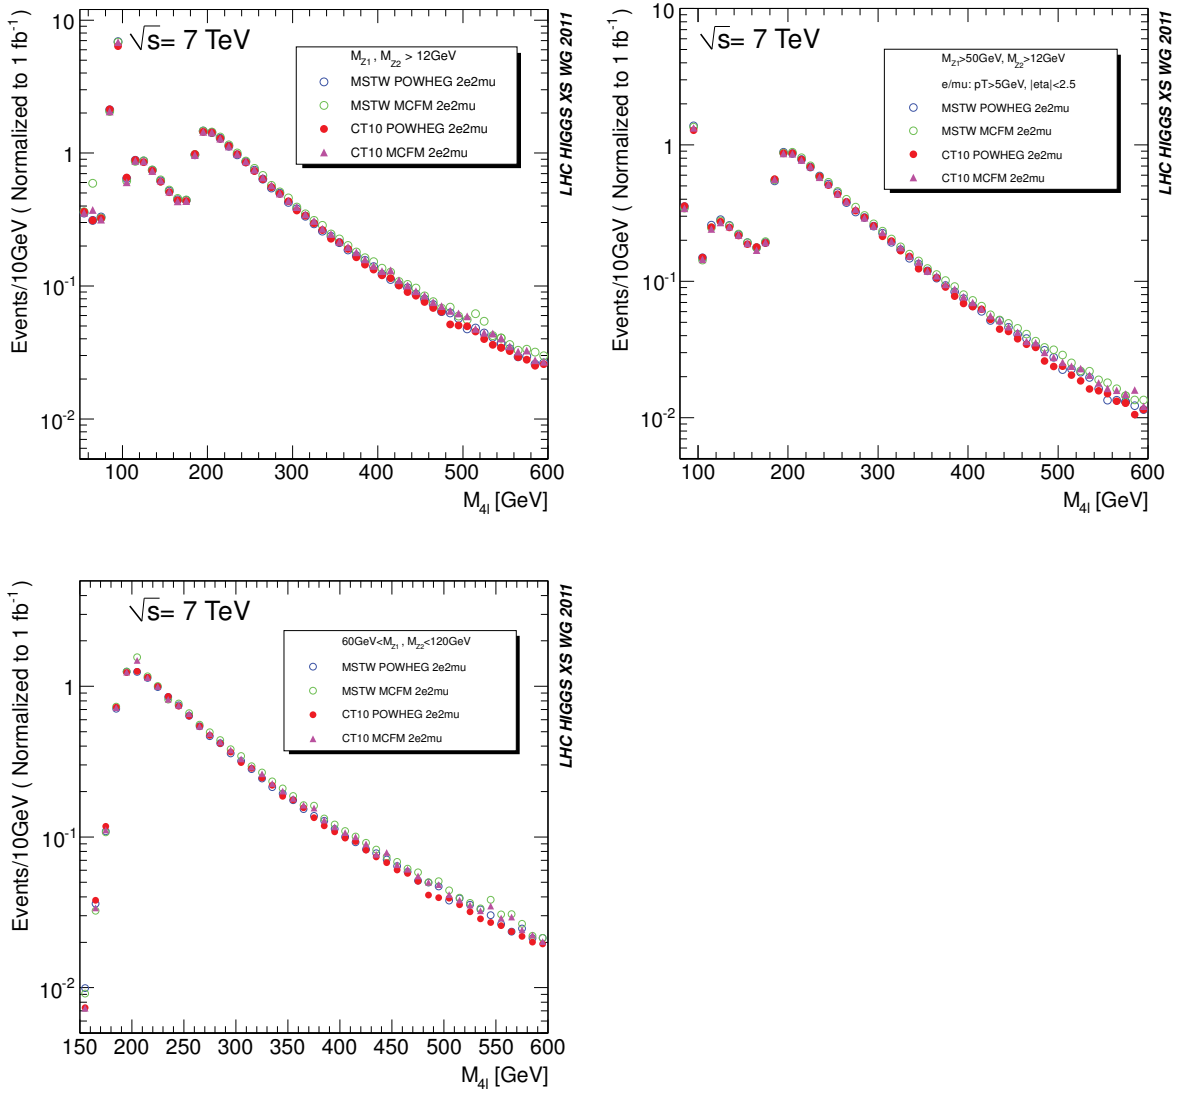 √s= 7 TeV
M_Z1 , M_Z2 > 12GeV
MSTW POWHEG 2e2mu
MSTW MCFM 2e2mu
CT10 POWHEG 2e2mu
CT10 MCFM 2e2mu
LHC HIGGS XS WG 2011
Events/10GeV ( Normalized to 1 fb⁻¹ )
10
1
10⁻¹
10⁻²
100 200 300 400 500 600
M_4l [GeV]
√s= 7 TeV
M_Z1>50GeV, M_Z2>12GeV
e/mu: pT>5GeV, |eta|<2.5
MSTW POWHEG 2e2mu
MSTW MCFM 2e2mu
CT10 POWHEG 2e2mu
CT10 MCFM 2e2mu
LHC HIGGS XS WG 2011
Events/10GeV ( Normalized to 1 fb⁻¹ )
10
1
10⁻¹
10⁻²
100 200 300 400 500 600
M_4l [GeV]
√s= 7 TeV
60GeV<M_Z1 , M_Z2<120GeV
MSTW POWHEG 2e2mu
MSTW MCFM 2e2mu
CT10 POWHEG 2e2mu
CT10 MCFM 2e2mu
LHC HIGGS XS WG 2011
Events/10GeV ( Normalized to 1 fb⁻¹ )
1
10⁻¹
10⁻²
150 200 250 300 350 400 450 500 550 600
M_4l [GeV]